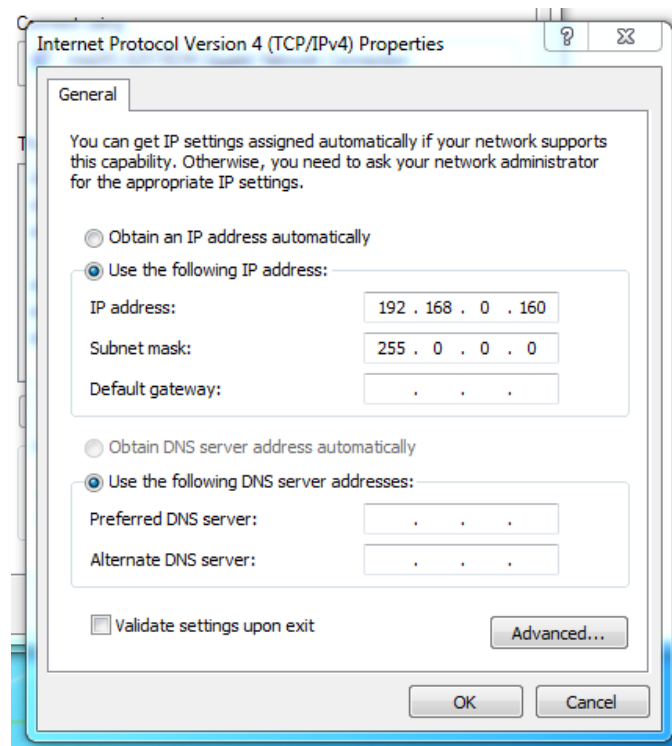 Internet Protocol Version 4 (TCP/IPv4) Properties
General
You can get IP settings assigned automatically if your network supports
this capability. Otherwise, you need to ask your network administrator
for the appropriate IP settings.
Obtain an IP address automatically
Use the following IP address:
IP address: 192 . 168 . 0 . 160
Subnet mask: 255 . 0 . 0 . 0
Default gateway: . . .
Obtain DNS server address automatically
Use the following DNS server addresses:
Preferred DNS server: . . .
Alternate DNS server: . . .
Validate settings upon exit
Advanced...
OK Cancel